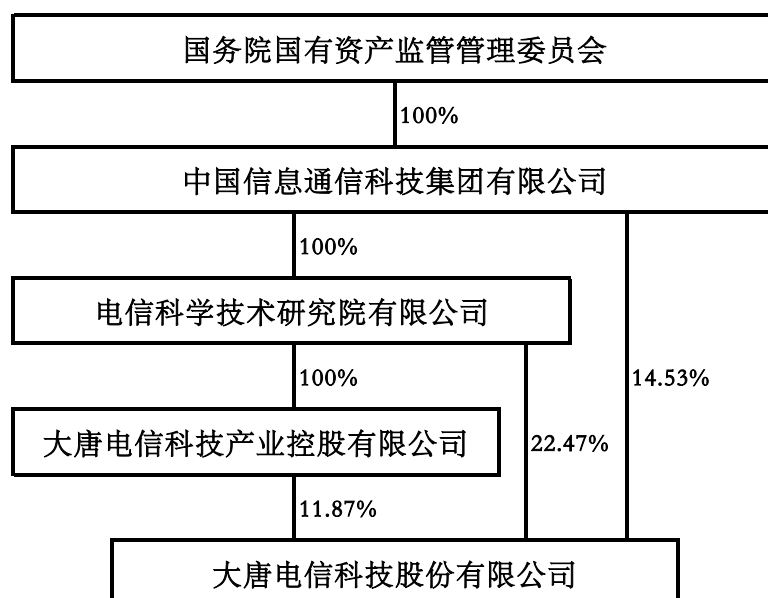 国务院国有资产监督管理委员会
100%
中国信息通信科技集团有限公司
100%
电信科学技术研究院有限公司
100%
14.53%
大唐电信科技产业控股有限公司
22.47%
11.87%
大唐电信科技股份有限公司